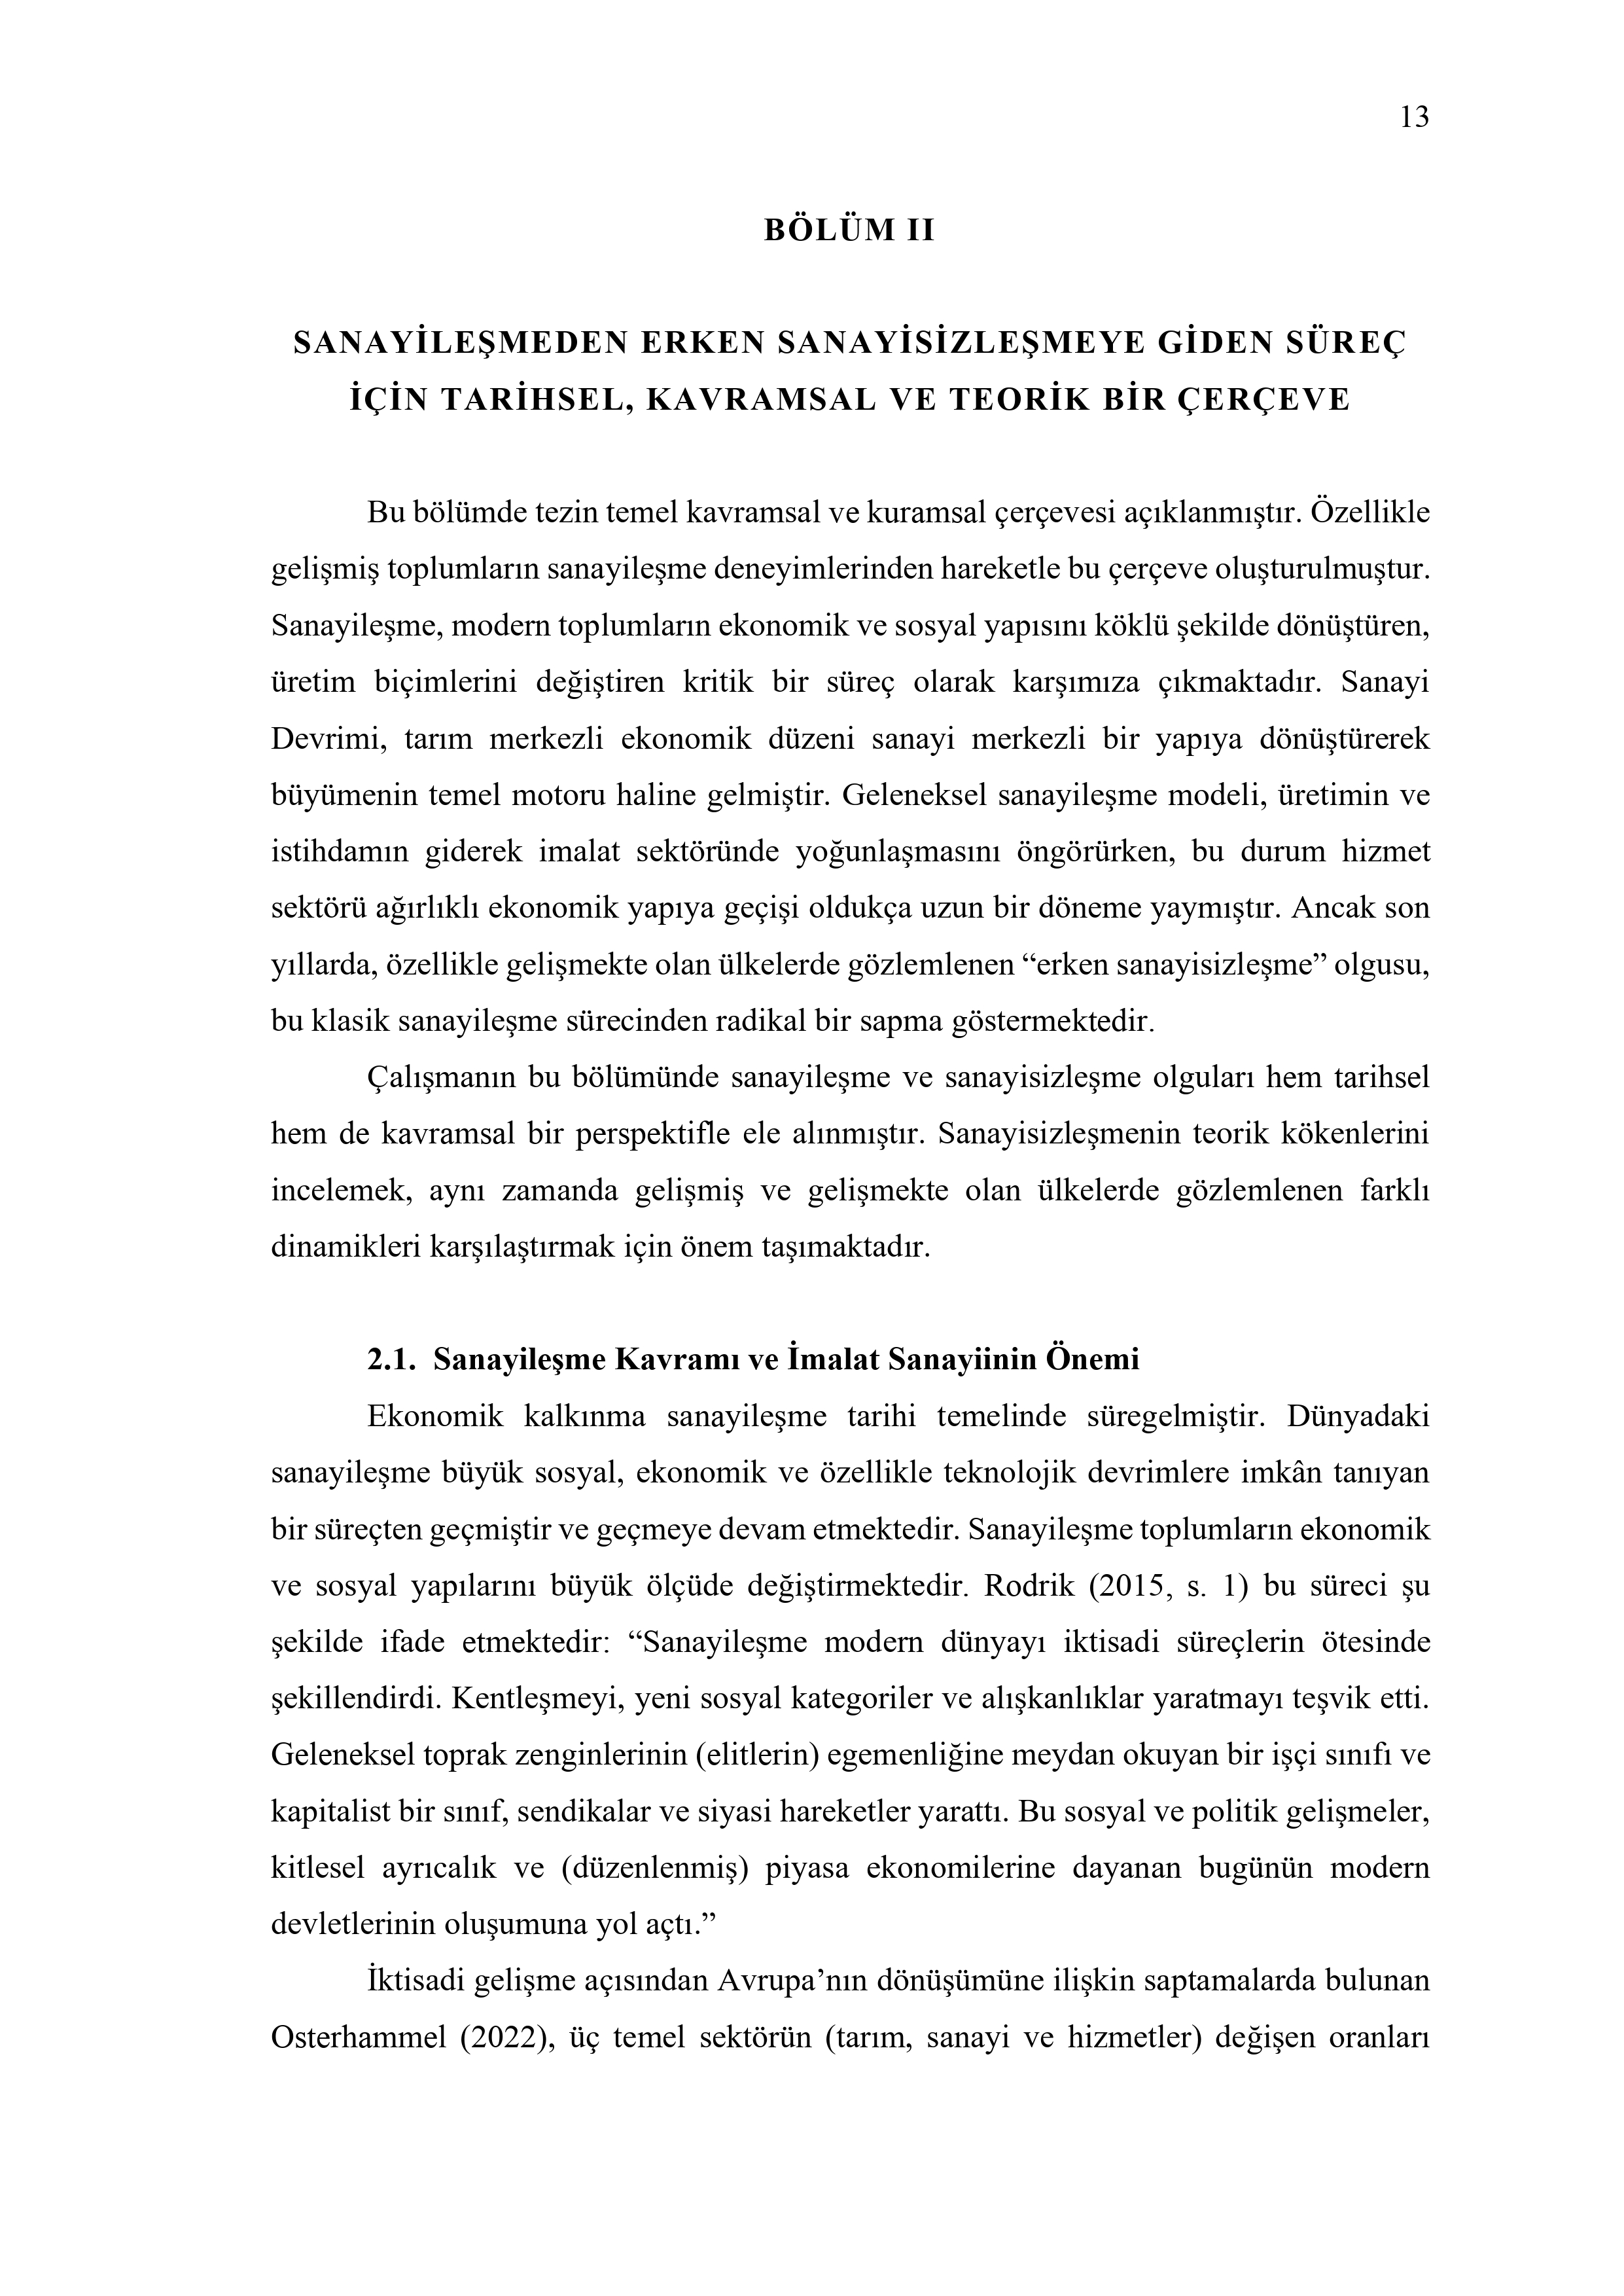 13
BÖLÜM II
SANAYİLEŞMEDEN ERKEN SANAYİSİZLEŞMEYE GİDEN SÜREÇ
İÇİN TARİHSEL, KAVRAMSAL VE TEORİK BİR ÇERÇEVE
Bu bölümde tezin temel kavramsal ve kuramsal çerçevesi açıklanmıştır. Özellikle
gelişmiş toplumların sanayileşme deneyimlerinden hareketle bu çerçeve oluşturulmuştur.
Sanayileşme, modern toplumların ekonomik ve sosyal yapısını köklü şekilde dönüştüren,
üretim biçimlerini değiştiren kritik bir süreç olarak karşımıza çıkmaktadır. Sanayi
Devrimi, tarım merkezli ekonomik düzeni sanayi merkezli bir yapıya dönüştürerek
büyümenin temel motoru haline gelmiştir. Geleneksel sanayileşme modeli, üretimin ve
istihdamın giderek imalat sektöründe yoğunlaşmasını öngörürken, bu durum hizmet
sektörü ağırlıklı ekonomik yapıya geçişi oldukça uzun bir döneme yaymıştır. Ancak son
yıllarda, özellikle gelişmekte olan ülkelerde gözlemlenen “erken sanayisizleşme” olgusu,
bu klasik sanayileşme sürecinden radikal bir sapma göstermektedir.
Çalışmanın bu bölümünde sanayileşme ve sanayisizleşme olguları hem tarihsel
hem de kavramsal bir perspektifle ele alınmıştır. Sanayisizleşmenin teorik kökenlerini
incelemek, aynı zamanda gelişmiş ve gelişmekte olan ülkelerde gözlemlenen farklı
dinamikleri karşılaştırmak için önem taşımaktadır.
2.1. Sanayileşme Kavramı ve İmalat Sanayiinin Önemi
Ekonomik kalkınma sanayileşme tarihi temelinde süregelmiştir. Dünyadaki
sanayileşme büyük sosyal, ekonomik ve özellikle teknolojik devrimlere imkân tanıyan
bir süreçten geçmiştir ve geçmeye devam etmektedir. Sanayileşme toplumların ekonomik
ve sosyal yapılarını büyük ölçüde değiştirmektedir. Rodrik (2015, s. 1) bu süreci şu
şekilde ifade etmektedir: “Sanayileşme modern dünyayı iktisadi süreçlerin ötesinde
şekillendirdi. Kentleşmeyi, yeni sosyal kategoriler ve alışkanlıklar yaratmayı teşvik etti.
Geleneksel toprak zenginlerinin (elitlerin) egemenliğine meydan okuyan bir işçi sınıfı ve
kapitalist bir sınıf, sendikalar ve siyasi hareketler yarattı. Bu sosyal ve politik gelişmeler,
kitlesel ayrıcalık ve (düzenlenmiş) piyasa ekonomilerine dayanan bugünün modern
devletlerinin oluşumuna yol açtı.”
İktisadi gelişme açısından Avrupa’nın dönüşümüne ilişkin saptamalarda bulunan
Osterhammel (2022), üç temel sektörün (tarım, sanayi ve hizmetler) değişen oranları